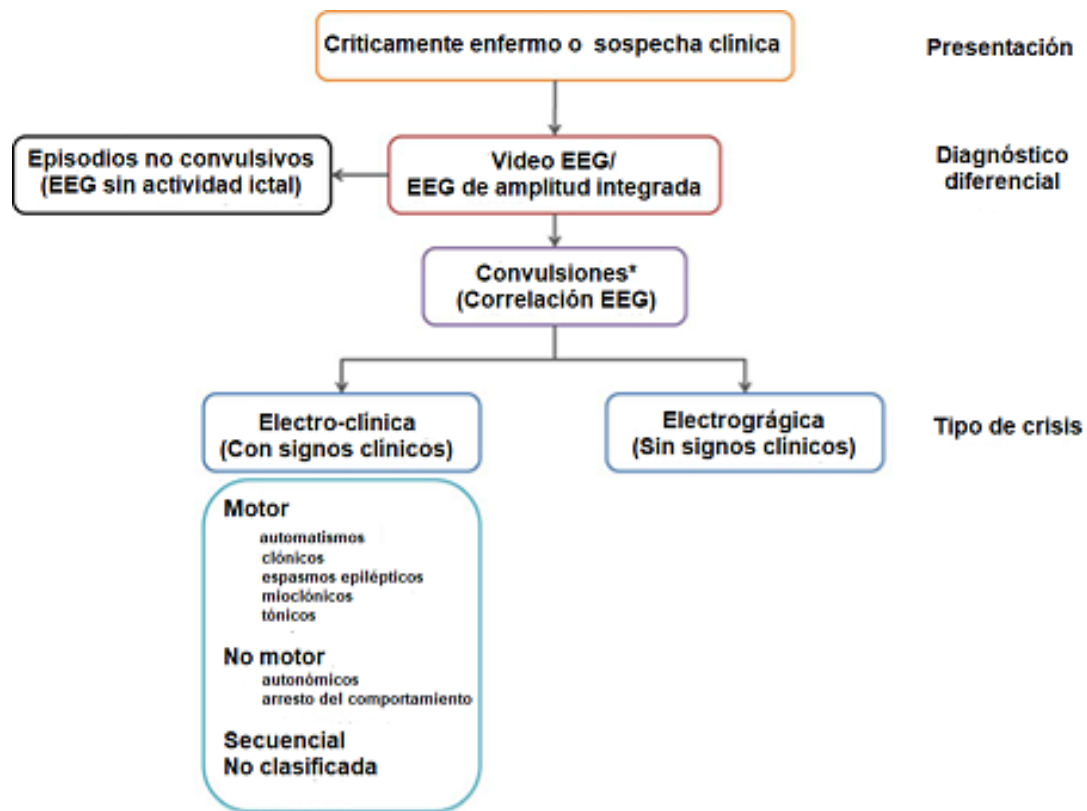 Criticamente enfermo o sospecha clínica
Presentación
Episodios no convulsivos
(EEG sin actividad ictal)
Video EEG/
EEG de amplitud integrada
Diagnóstico
diferencial
Convulsiones*
(Correlación EEG)
Electro-clínica
(Con signos clínicos)
Electrográgica
(Sin signos clínicos)
Tipo de crisis
Motor
automatismos
clónicos
espasmos epilépticos
mioclónicos
tónicos
No motor
autonómicos
arresto del comportamiento
Secuencial
No clasificada